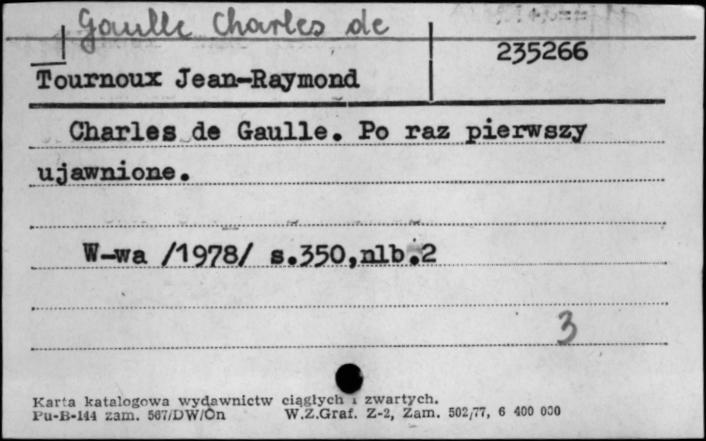 Gaulle Charles de
235266
Tournoux Jean-Raymond
Charles de Gaulle. Po raz pierwszy
ujawnione.
W-wa /1978/ s.350,nlb.2
3
Karta katalogowa wydawnictw ciągłych i zwartych.
Pu-B-144 zam. 567/DW/On W.Z.Graf. Z-2, Zam. 502/77, 6 400 000